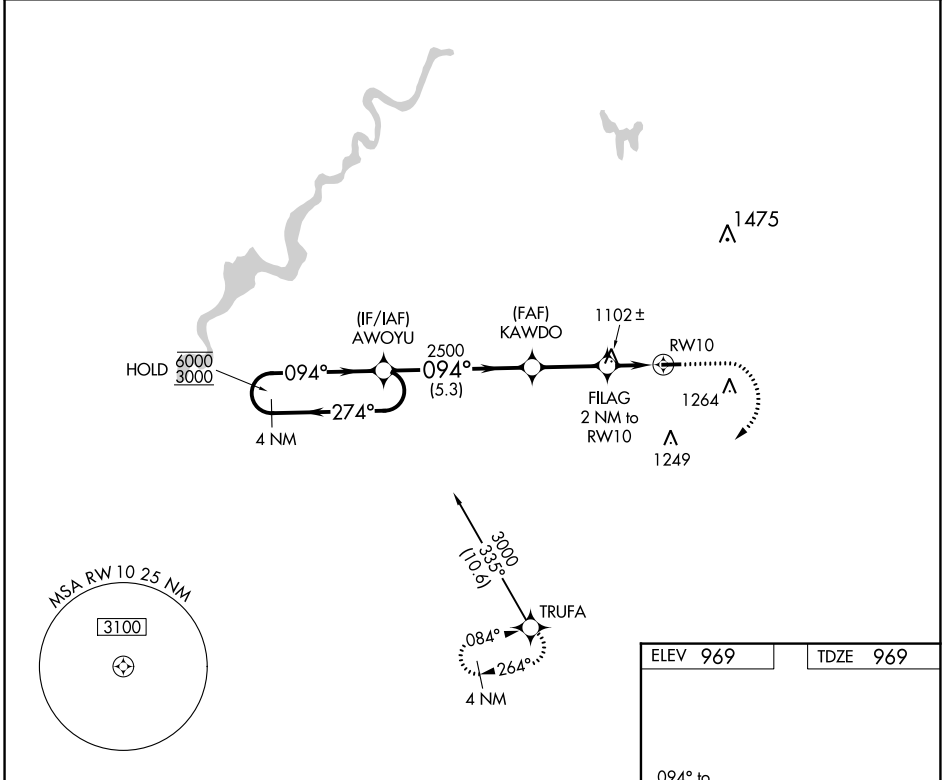 1475
(IF/IAF)
AWOYU
(FAF)
KAWDO
1102 ±
RW10
HOLD 6000
3000
094°
2500
094°
(5.3)
274°
4 NM
FILAG
2 NM to
RW10
1264
1249
3000
335°
(10.6)
TRUFA
084°
264°
4 NM
MSA RW 10 25 NM
3100
ELEV 969
TDZE 969
094° to